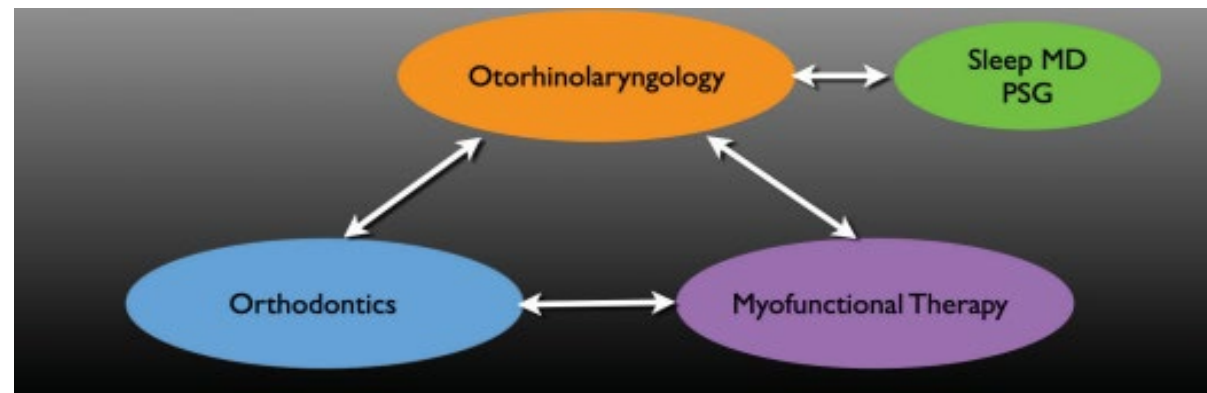 Otorhinolaryngology
Sleep MD
PSG
Orthodontics
Myofunctional Therapy